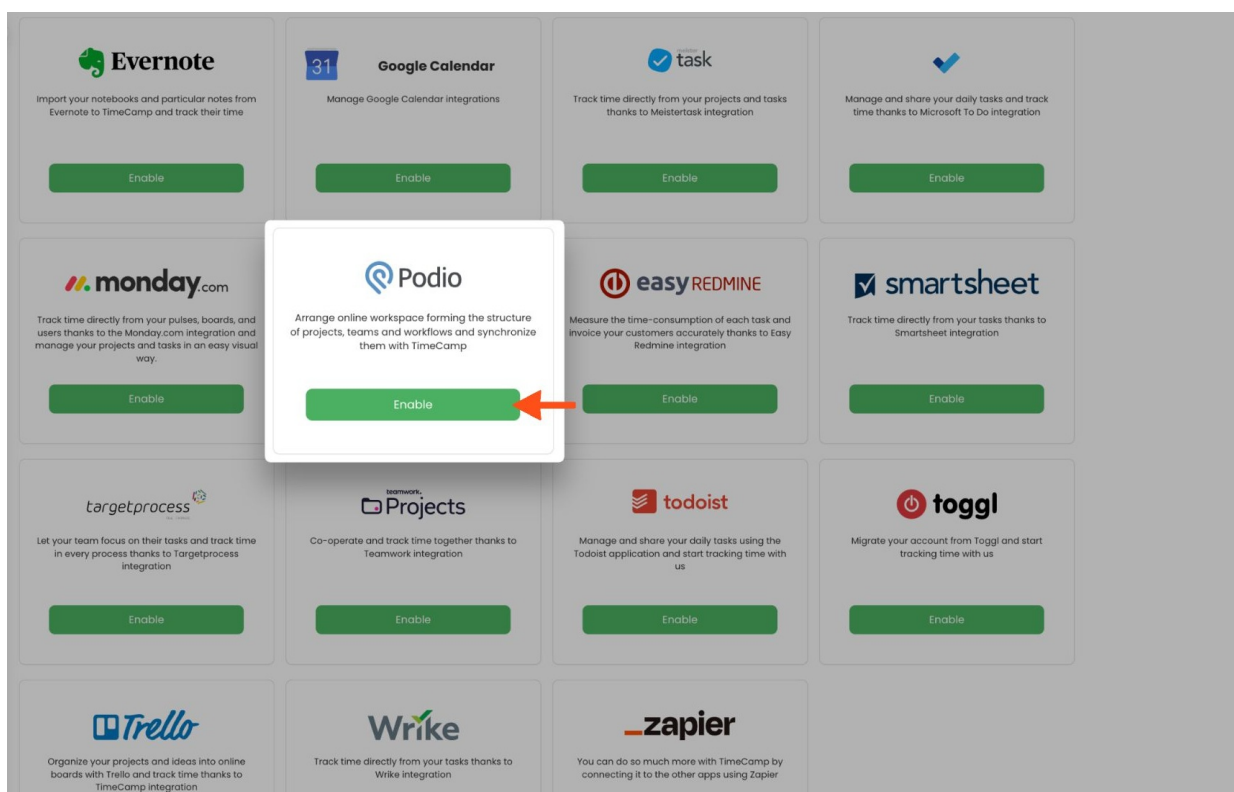 Evernote
Import your notebooks and particular notes from
Evernote to TimeCamp and track their time
Enable
31
Google Calendar
Manage Google Calendar integrations
Enable
meister
task
Track time directly from your projects and tasks
thanks to Meistertask integration
Enable
Manage and share your daily tasks and track
time thanks to Microsoft To Do integration
Enable
monday.com
Track time directly from your pulses, boards, and
users thanks to the Monday.com integration and
manage your projects and tasks in an easy visual
way.
Enable
Podio
Arrange online workspace forming the structure
of projects, teams and workflows and synchronize
them with TimeCamp
Enable
easy REDMINE
Measure the time-consumption of each task and
invoice your customers accurately thanks to Easy
Redmine integration
Enable
smartsheet
Track time directly from your tasks thanks to
Smartsheet integration
Enable
targetprocess
Let your team focus on their tasks and track time
in every process thanks to Targetprocess
integration
Enable
teamwork.
Projects
Co-operate and track time together thanks to
Teamwork integration
Enable
todoist
Manage and share your daily tasks using the
Todoist application and start tracking time with
us
Enable
toggl
Migrate your account from Toggl and start
tracking time with us
Enable
Trello
Organize your projects and ideas into online
boards with Trello and track time thanks to
TimeCamp integration
Wrike
Track time directly from your tasks thanks to
Wrike integration
_zapier
You can do so much more with TimeCamp by
connecting it to the other apps using Zapier